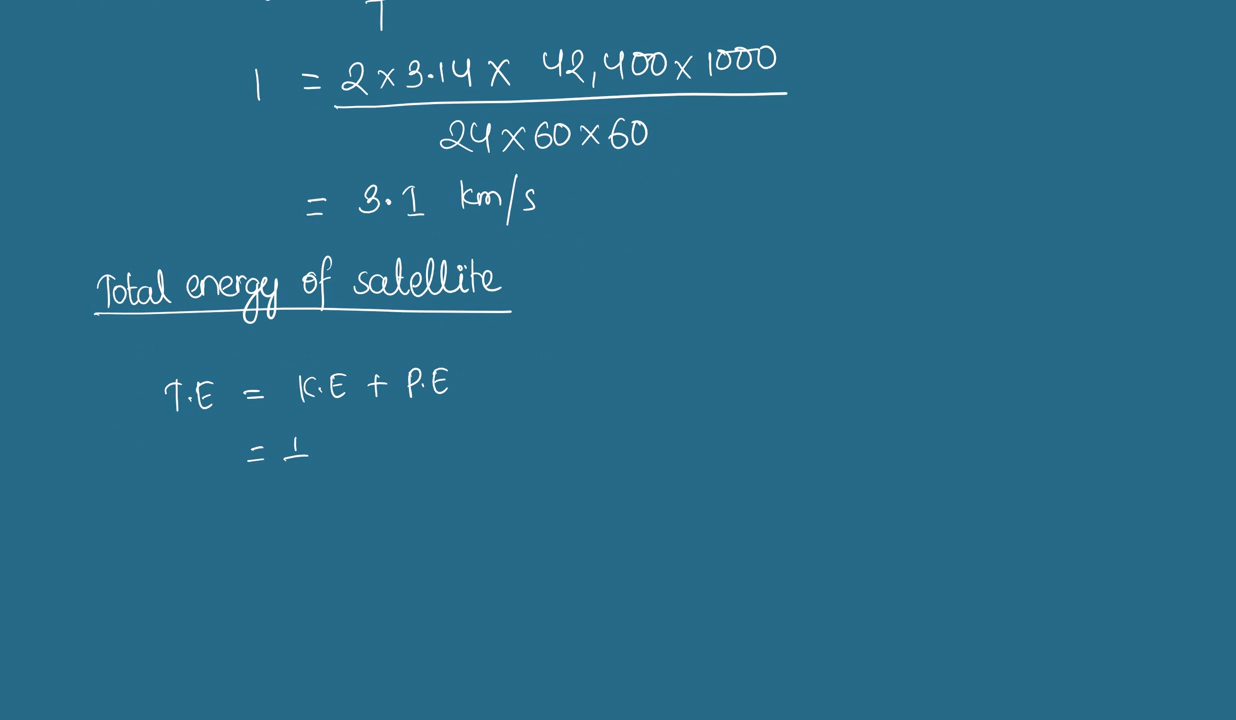 T
1 = 2 × 3.14 × 42,400 × 1000
24 × 60 × 60
= 3.1 km/s
Total energy of satellite
T.E = K.E + P.E
= 1